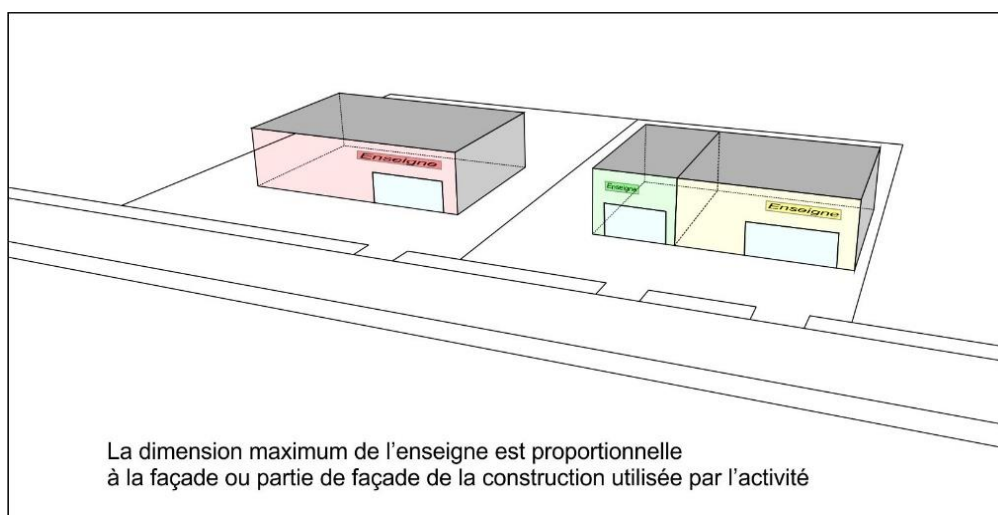 Enseigne
Enseigne
Enseigne
La dimension maximum de l'enseigne est proportionnelle
à la façade ou partie de façade de la construction utilisée par l'activité